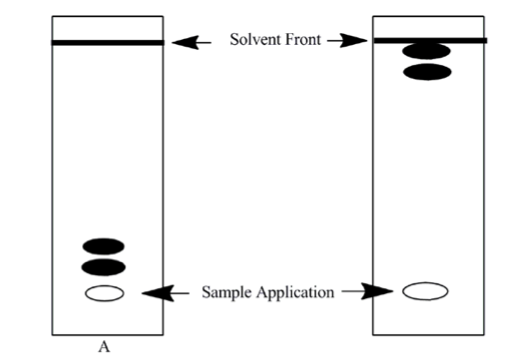 Solvent Front
Sample Application
A